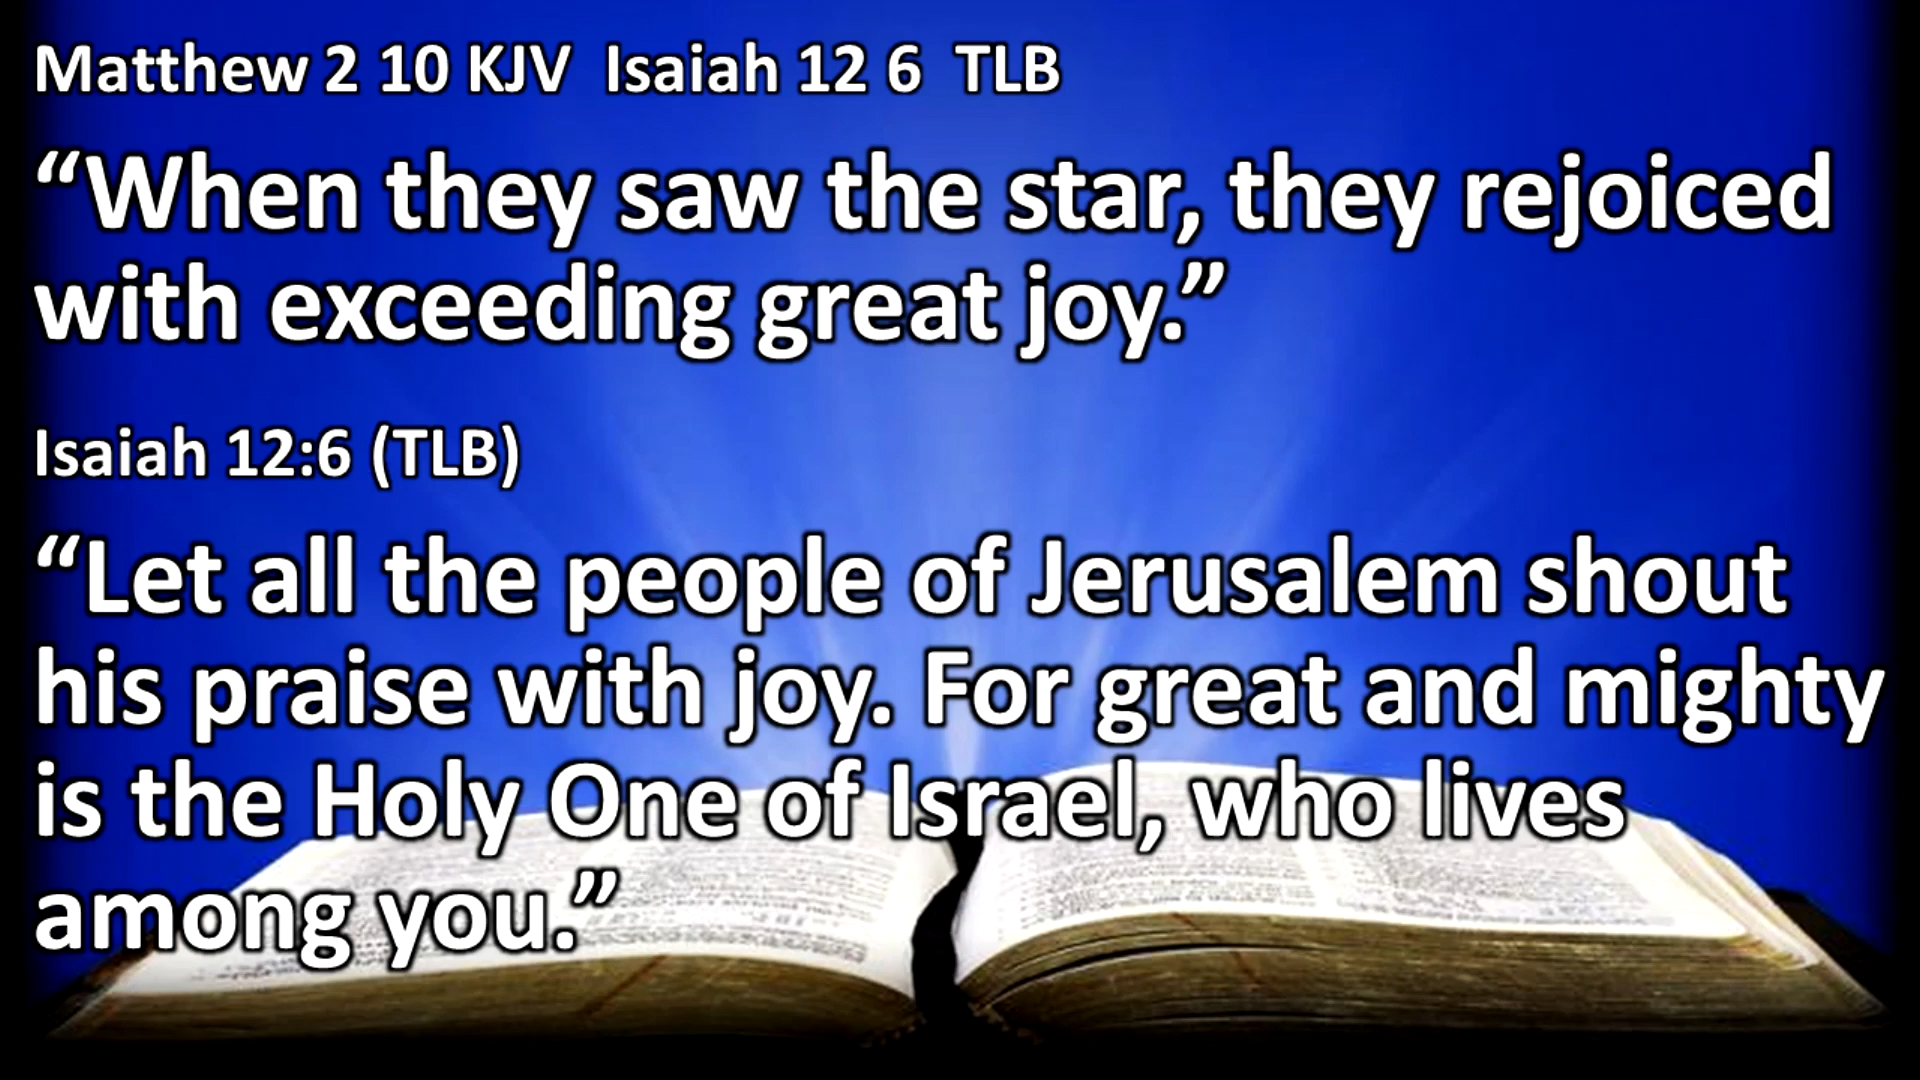 Matthew 2 10 KJV  Isaiah 12 6  TLB
“When they saw the star, they rejoiced
with exceeding great joy.”
Isaiah 12:6 (TLB)
“Let all the people of Jerusalem shout
his praise with joy. For great and mighty
is the Holy One of Israel, who lives
among you.”